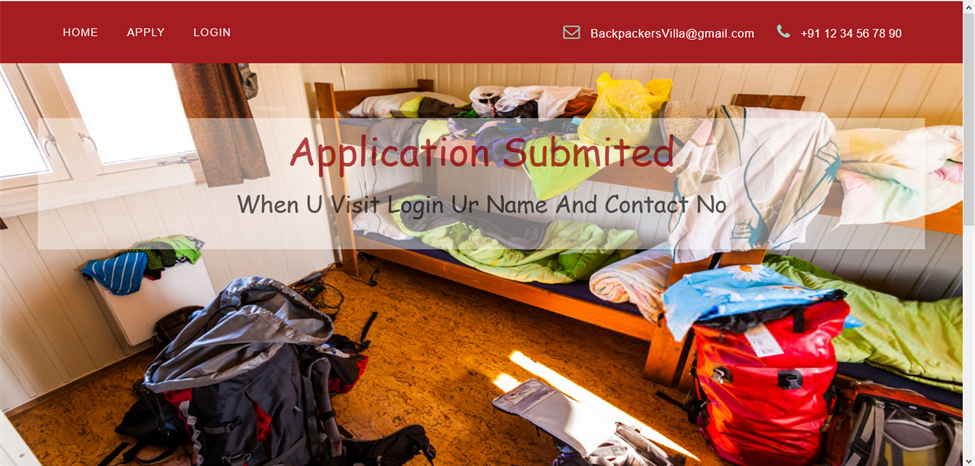 HOME APPLY LOGIN BackpackersVilla@gmail.com +91 12 34 56 78 90
Application Submited
When U Visit Login Ur Name And Contact No